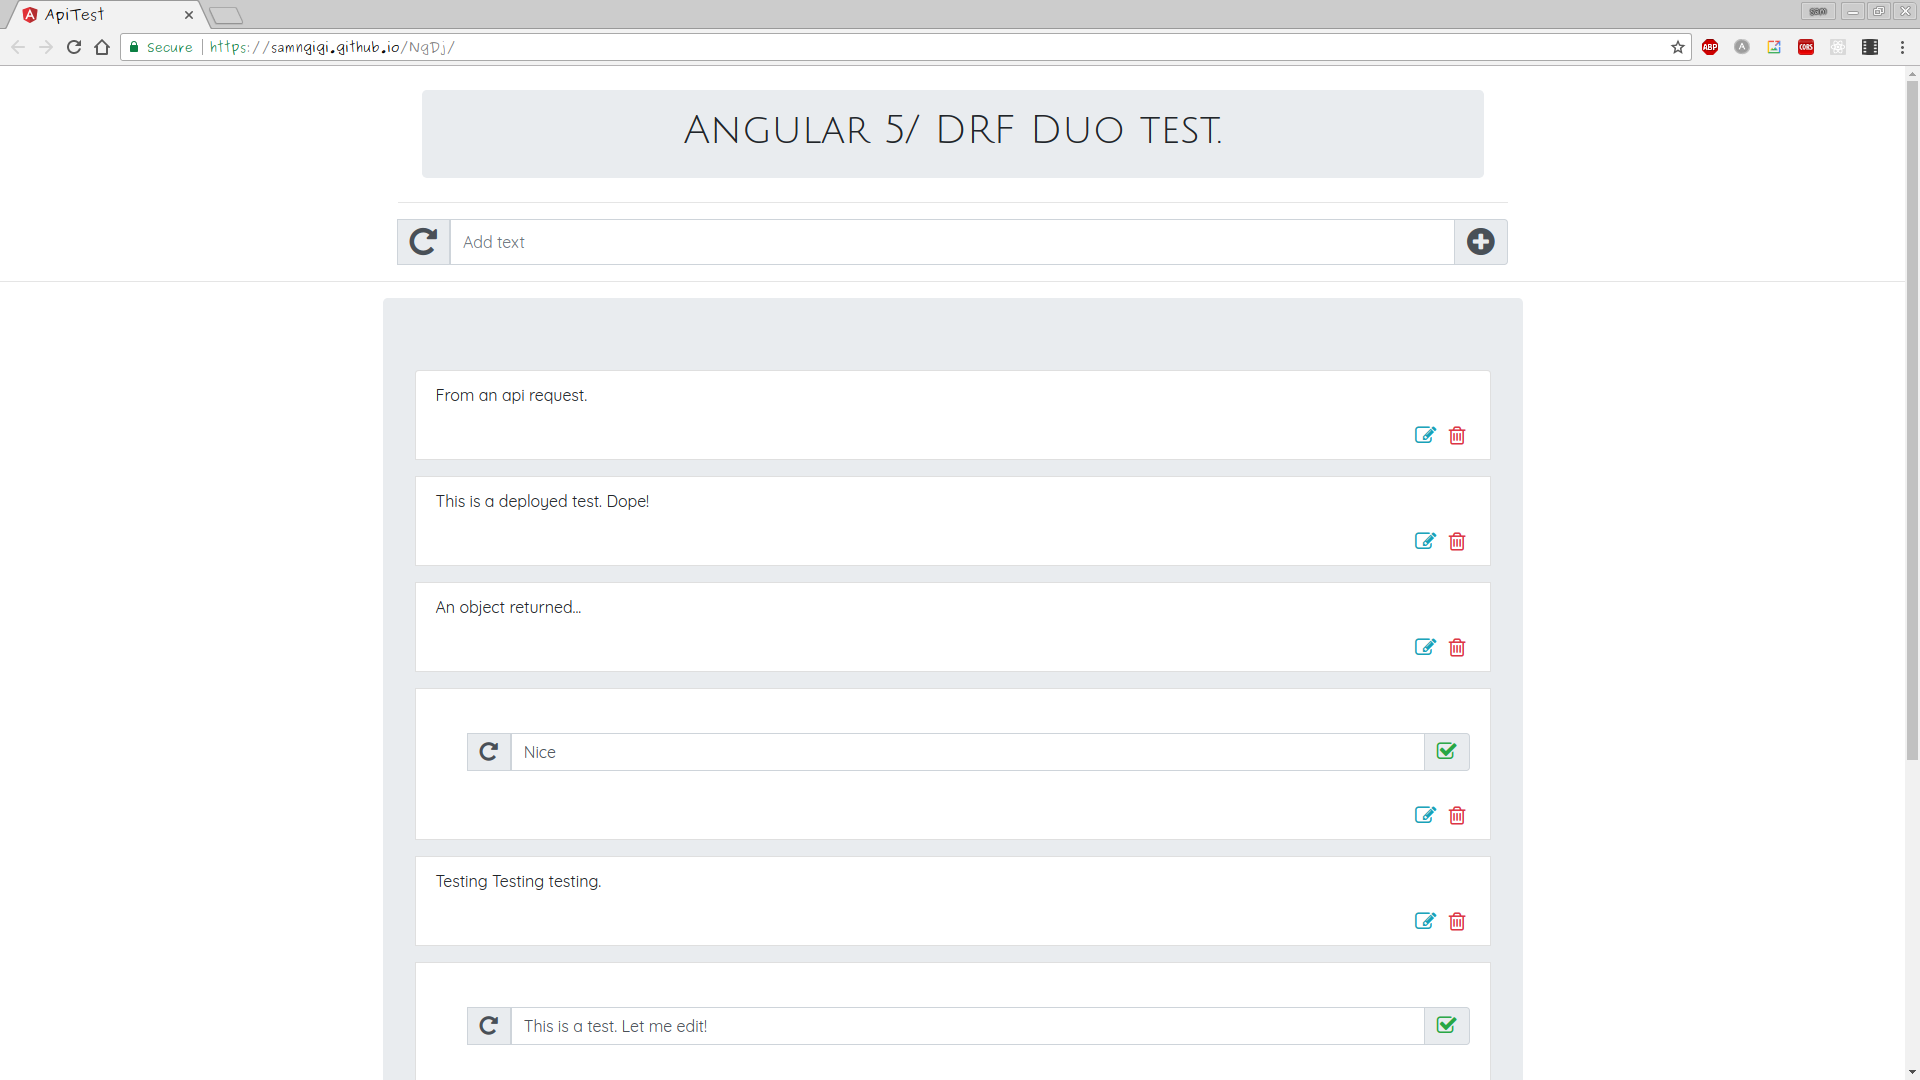 ApiTest
sam
Secure
https://samngigi.github.io/NgDj/
ABP
A
CORS
Angular 5/ DRF Duo test.
Add text
From an api request.
This is a deployed test. Dope!
An object returned...
Nice
Testing Testing testing.
This is a test. Let me edit!